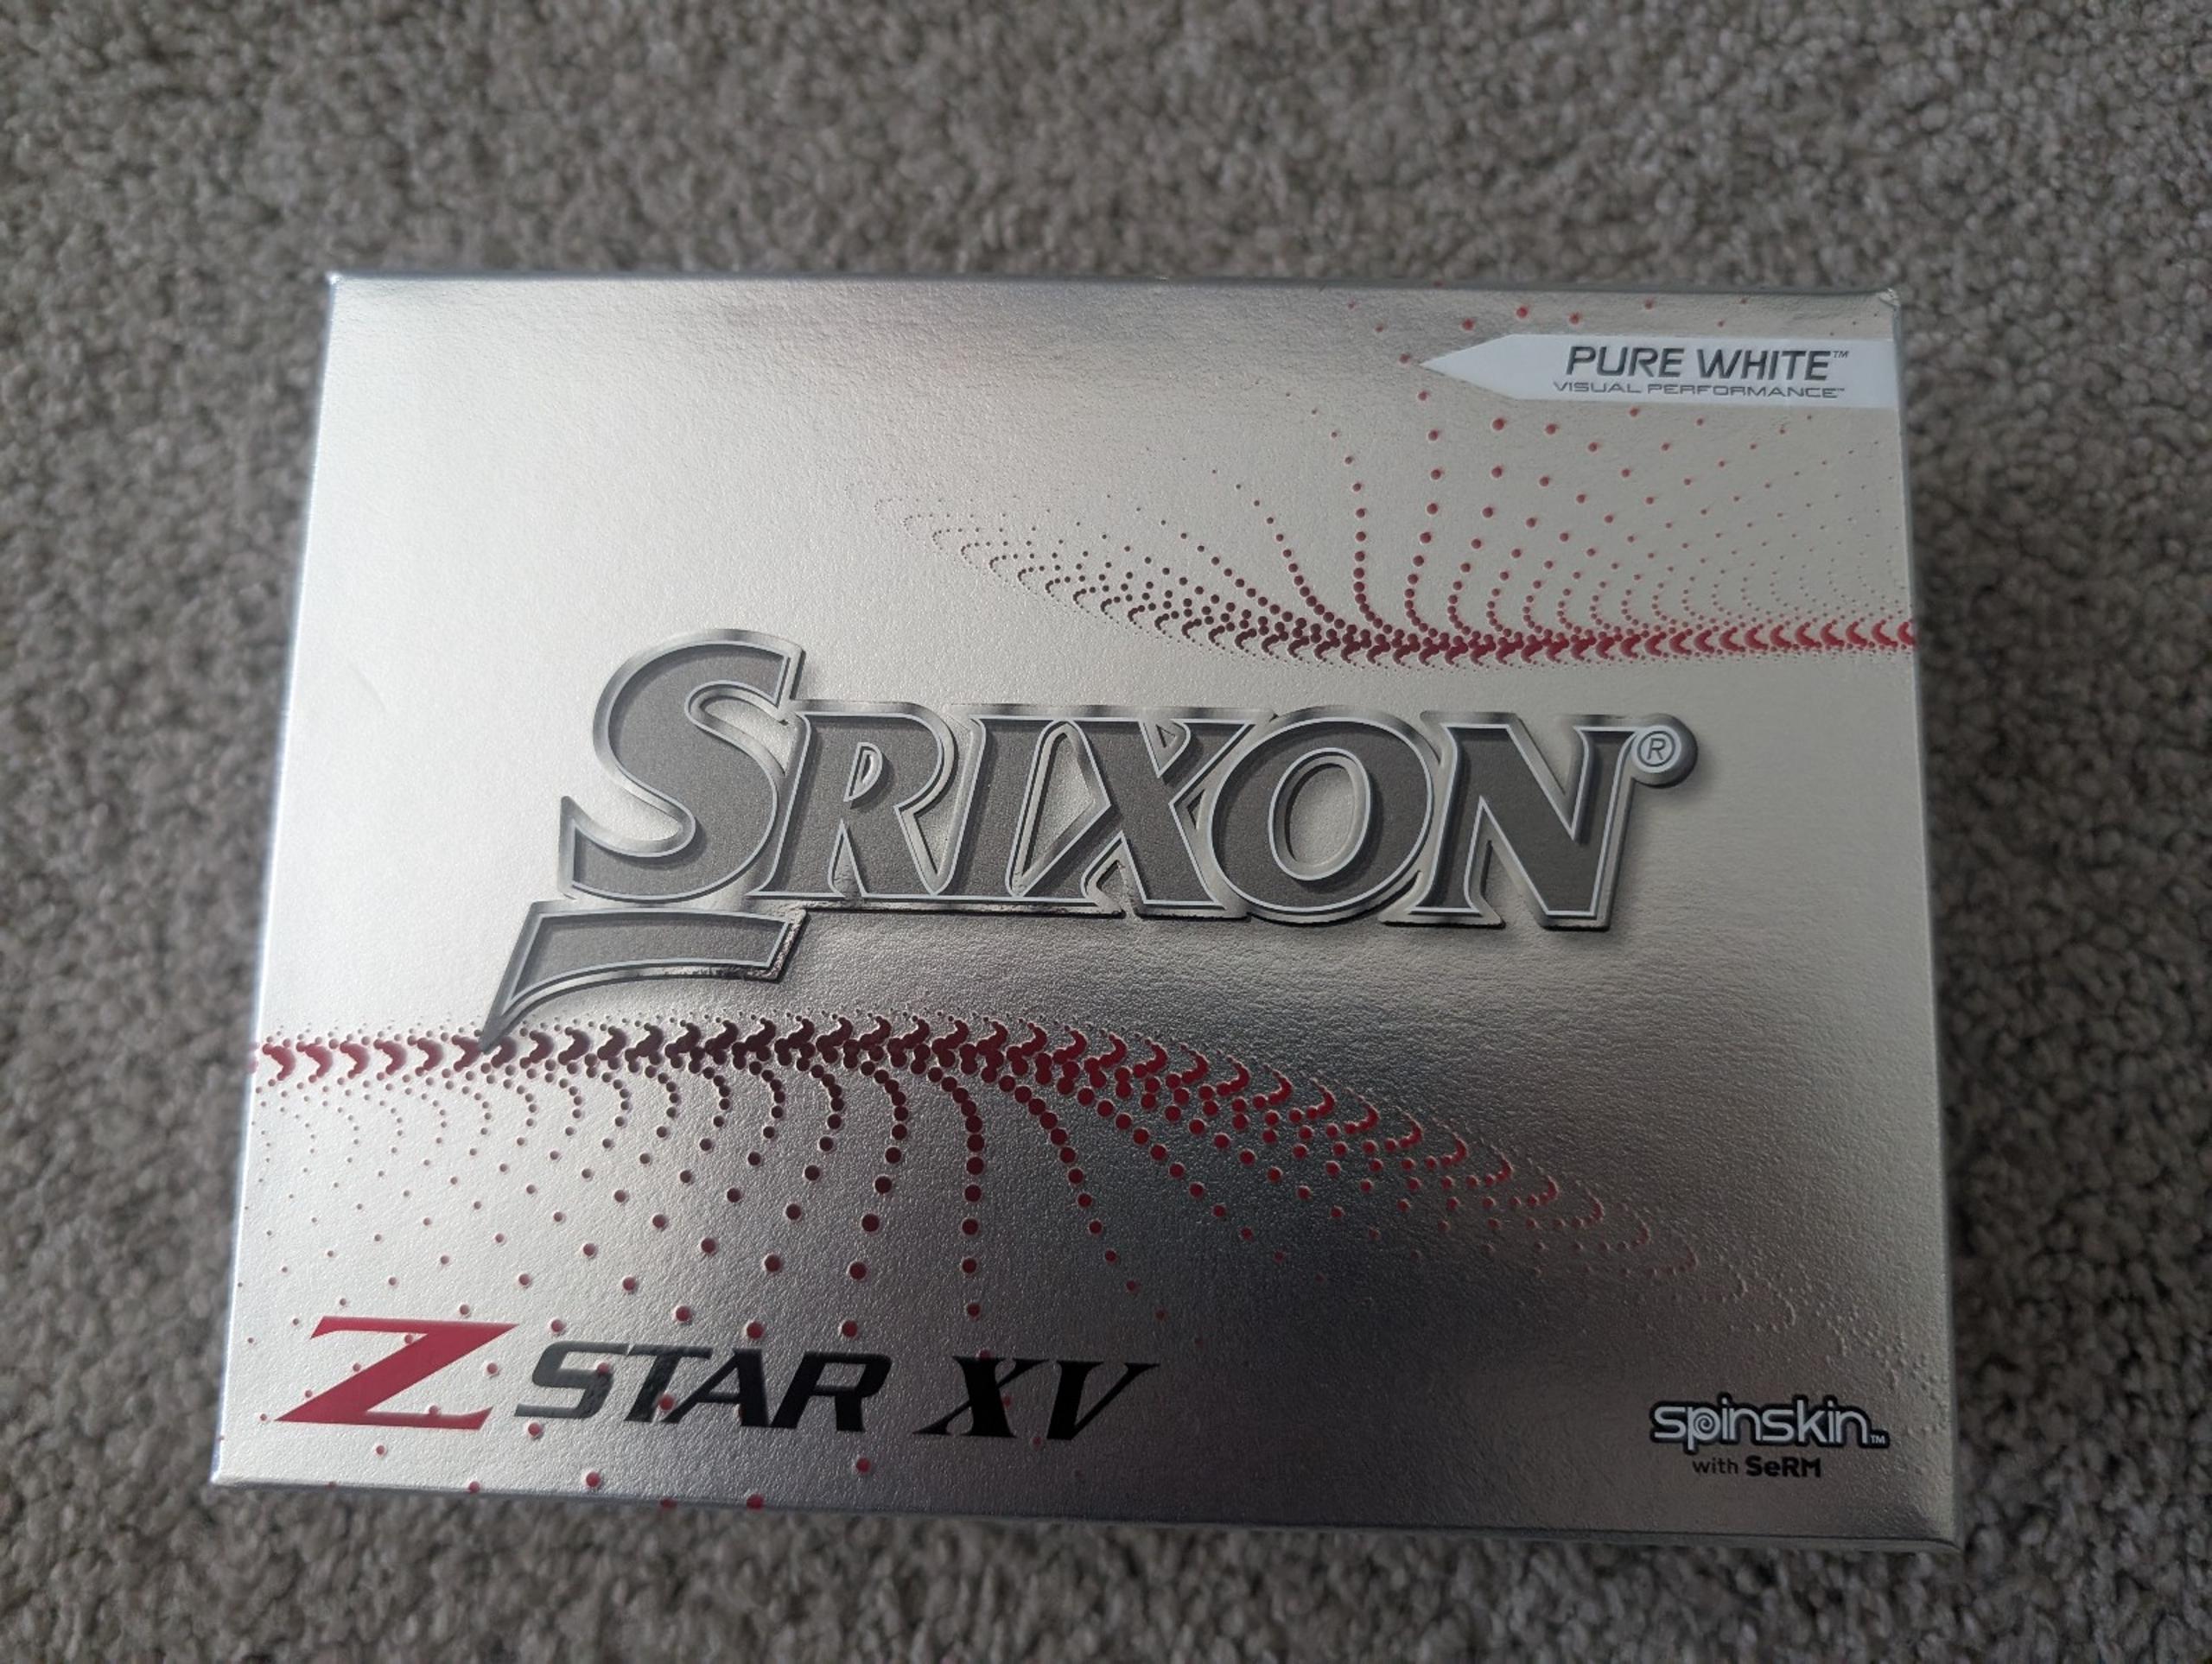 PURE WHITE™
VISUAL PERFORMANCE™
SRIXON®
Z STAR XV
spinskin™
with SeRM